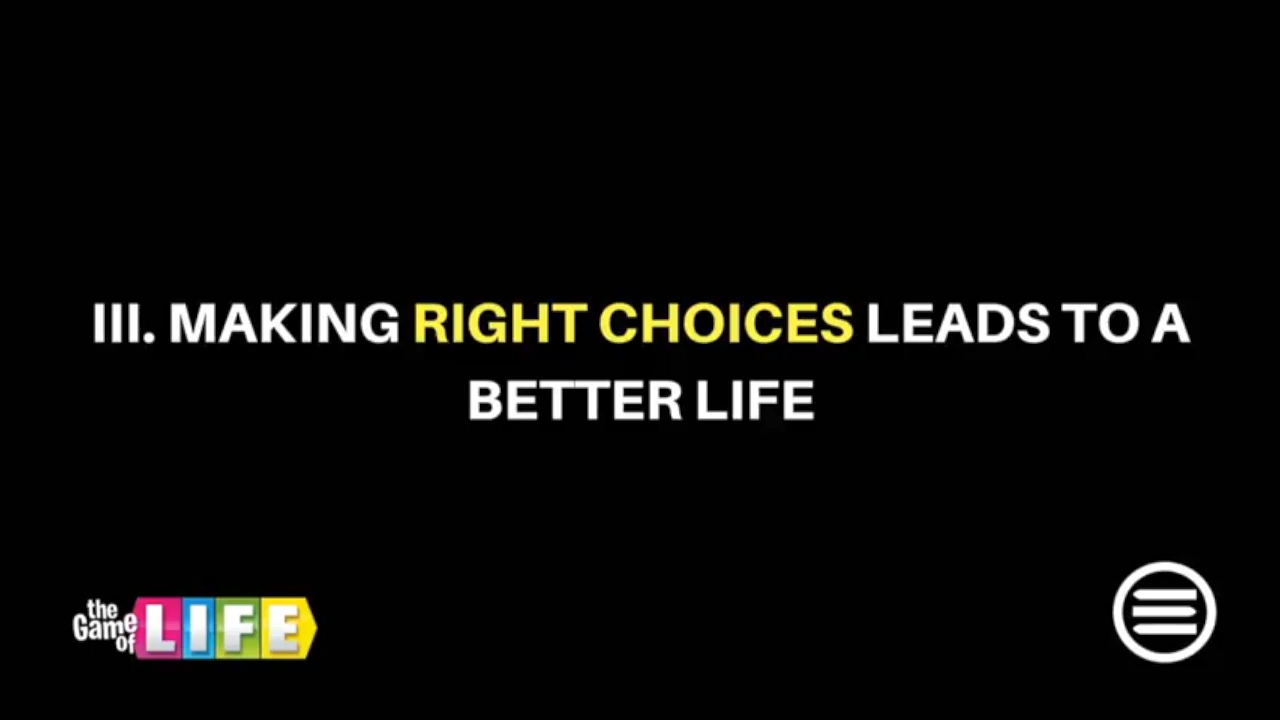 III. MAKING RIGHT CHOICES LEADS TO A
BETTER LIFE
the
Game
of
LIFE